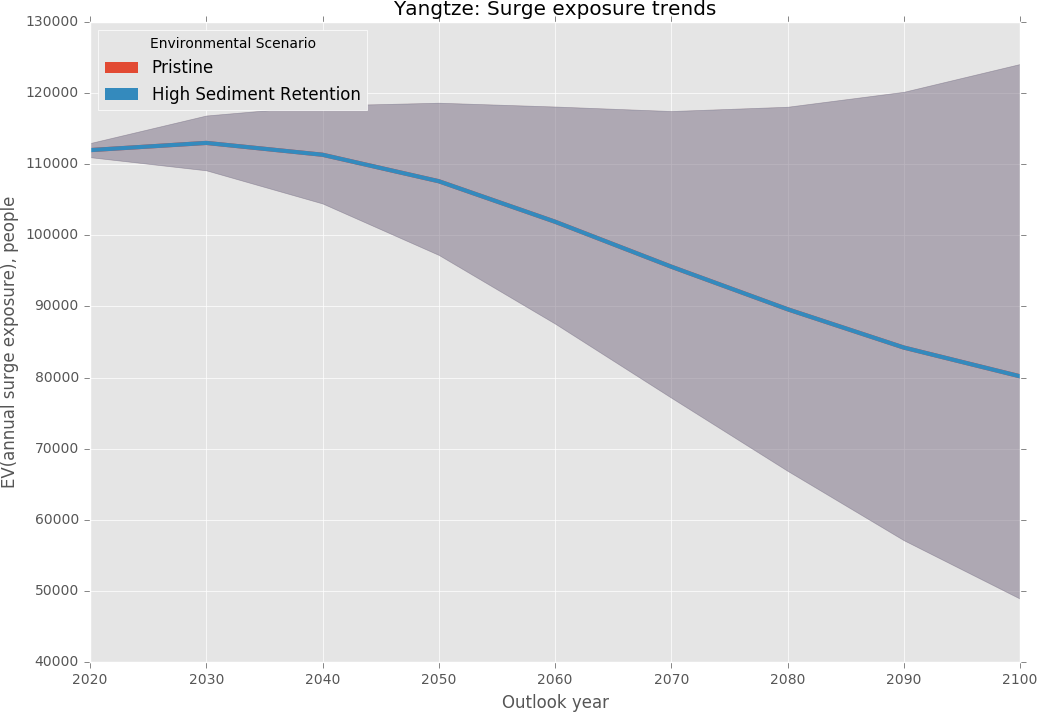 Yangtze: Surge exposure trends
Environmental Scenario
Pristine
High Sediment Retention
EV(annual surge exposure), people
130000
120000
110000
100000
90000
80000
70000
60000
50000
40000
2020 2030 2040 2050 2060 2070 2080 2090 2100
Outlook year